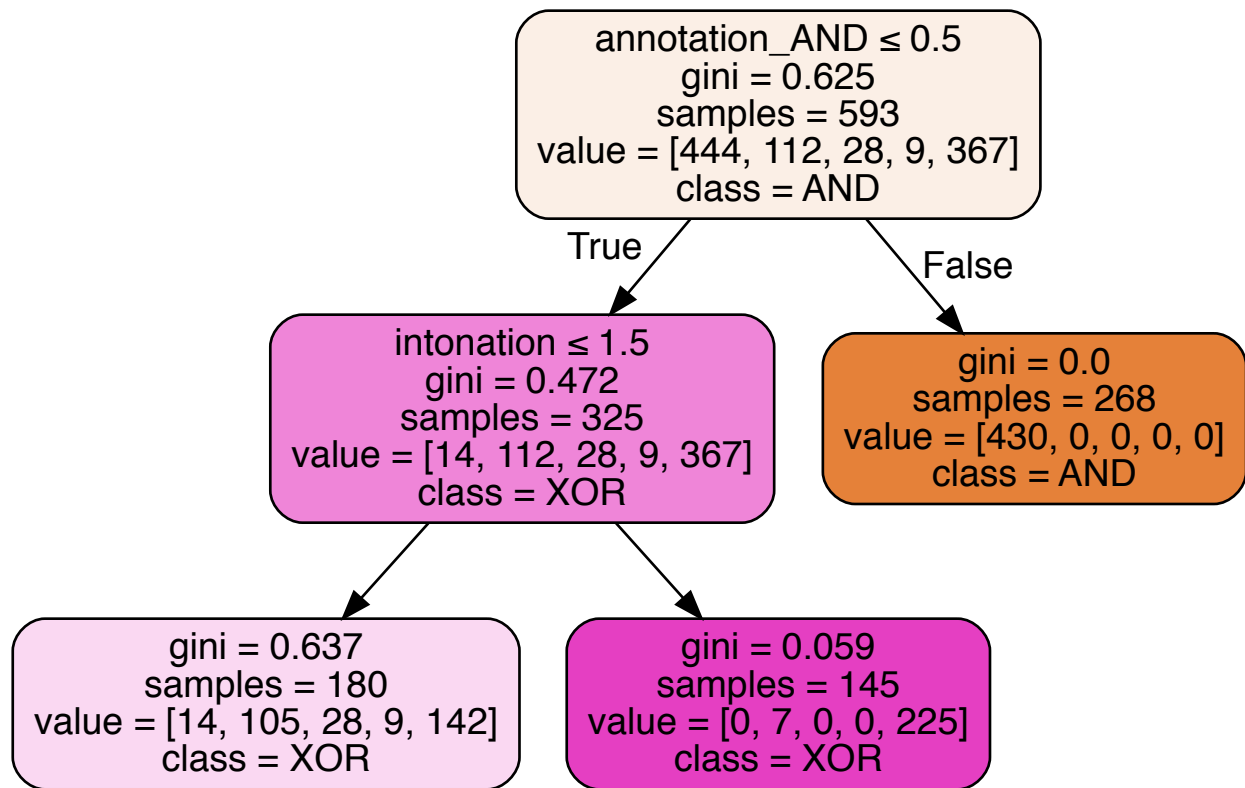 annotation_AND ≤ 0.5
gini = 0.625
samples = 593
value = [444, 112, 28, 9, 367]
class = AND
True
False
intonation ≤ 1.5
gini = 0.472
samples = 325
value = [14, 112, 28, 9, 367]
class = XOR
gini = 0.0
samples = 268
value = [430, 0, 0, 0, 0]
class = AND
gini = 0.637
samples = 180
value = [14, 105, 28, 9, 142]
class = XOR
gini = 0.059
samples = 145
value = [0, 7, 0, 0, 225]
class = XOR